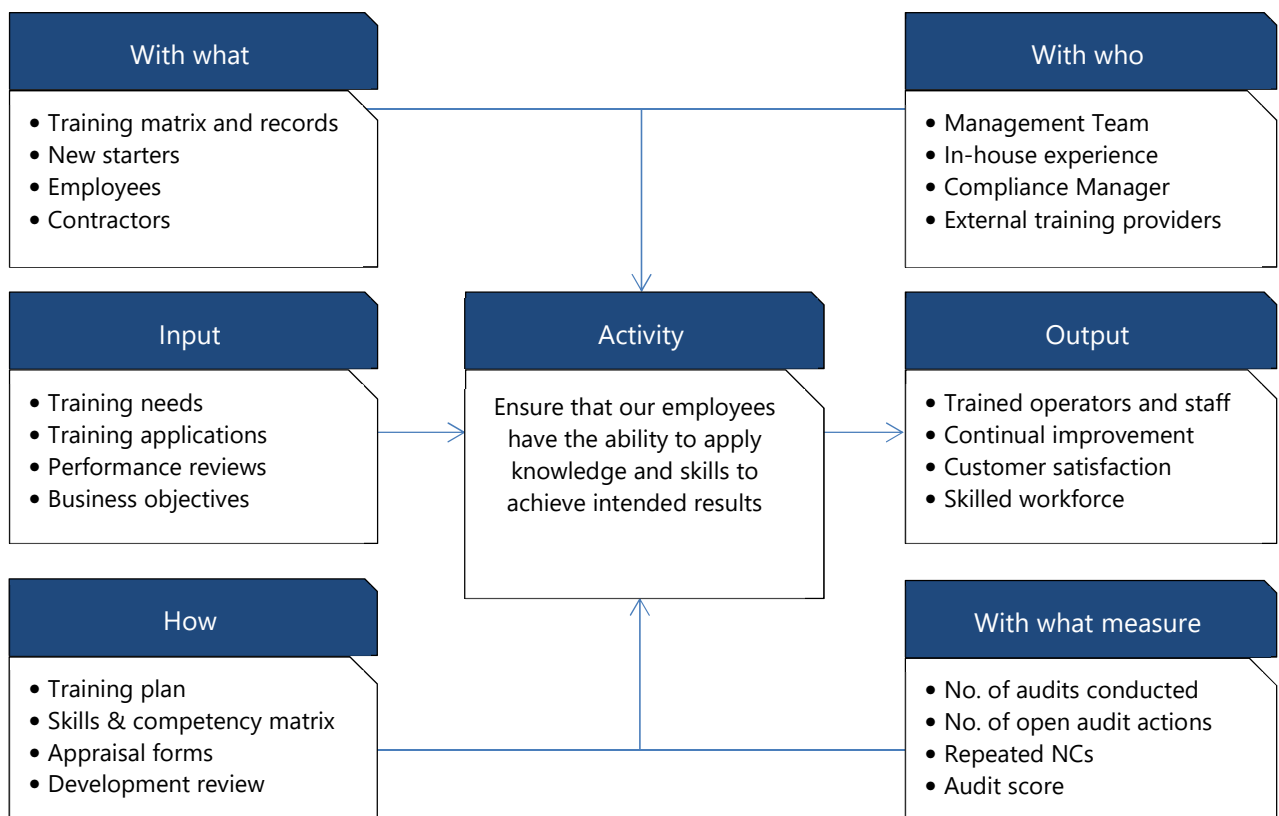 With what
• Training matrix and records
• New starters
• Employees
• Contractors
With who
• Management Team
• In-house experience
• Compliance Manager
• External training providers
Input
• Training needs
• Training applications
• Performance reviews
• Business objectives
Activity
Ensure that our employees
have the ability to apply
knowledge and skills to
achieve intended results
Output
• Trained operators and staff
• Continual improvement
• Customer satisfaction
• Skilled workforce
How
• Training plan
• Skills & competency matrix
• Appraisal forms
• Development review
With what measure
• No. of audits conducted
• No. of open audit actions
• Repeated NCs
• Audit score